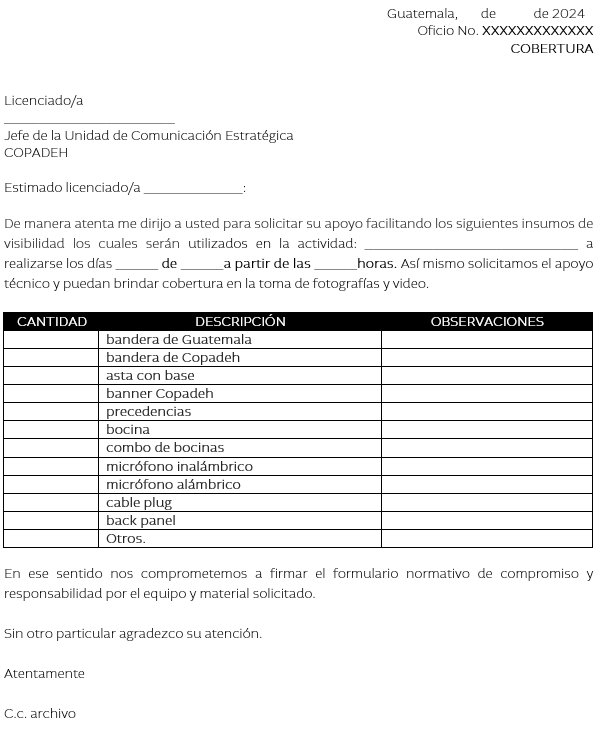 Guatemala, de de 2024
Oficio No. XXXXXXXXXXXXX
COBERTURA
Licenciado/a
_______________________
Jefe de la Unidad de Comunicación Estratégica
COPADEH
Estimado licenciado/a ______________:
De manera atenta me dirijo a usted para solicitar su apoyo facilitando los siguientes insumos de
visibilidad los cuales serán utilizados en la actividad: ______________________________ a
realizarse los días ______ de ______a partir de las ______horas. Así mismo solicitamos el apoyo
técnico y puedan brindar cobertura en la toma de fotografías y video.
CANTIDAD DESCRIPCIÓN OBSERVACIONES
bandera de Guatemala
bandera de Copadeh
asta con base
banner Copadeh
precedencias
bocina
combo de bocinas
micrófono inalámbrico
micrófono alámbrico
cable plug
back panel
Otros.
En ese sentido nos comprometemos a firmar el formulario normativo de compromiso y
responsabilidad por el equipo y material solicitado.
Sin otro particular agradezco su atención.
Atentamente
C.c. archivo